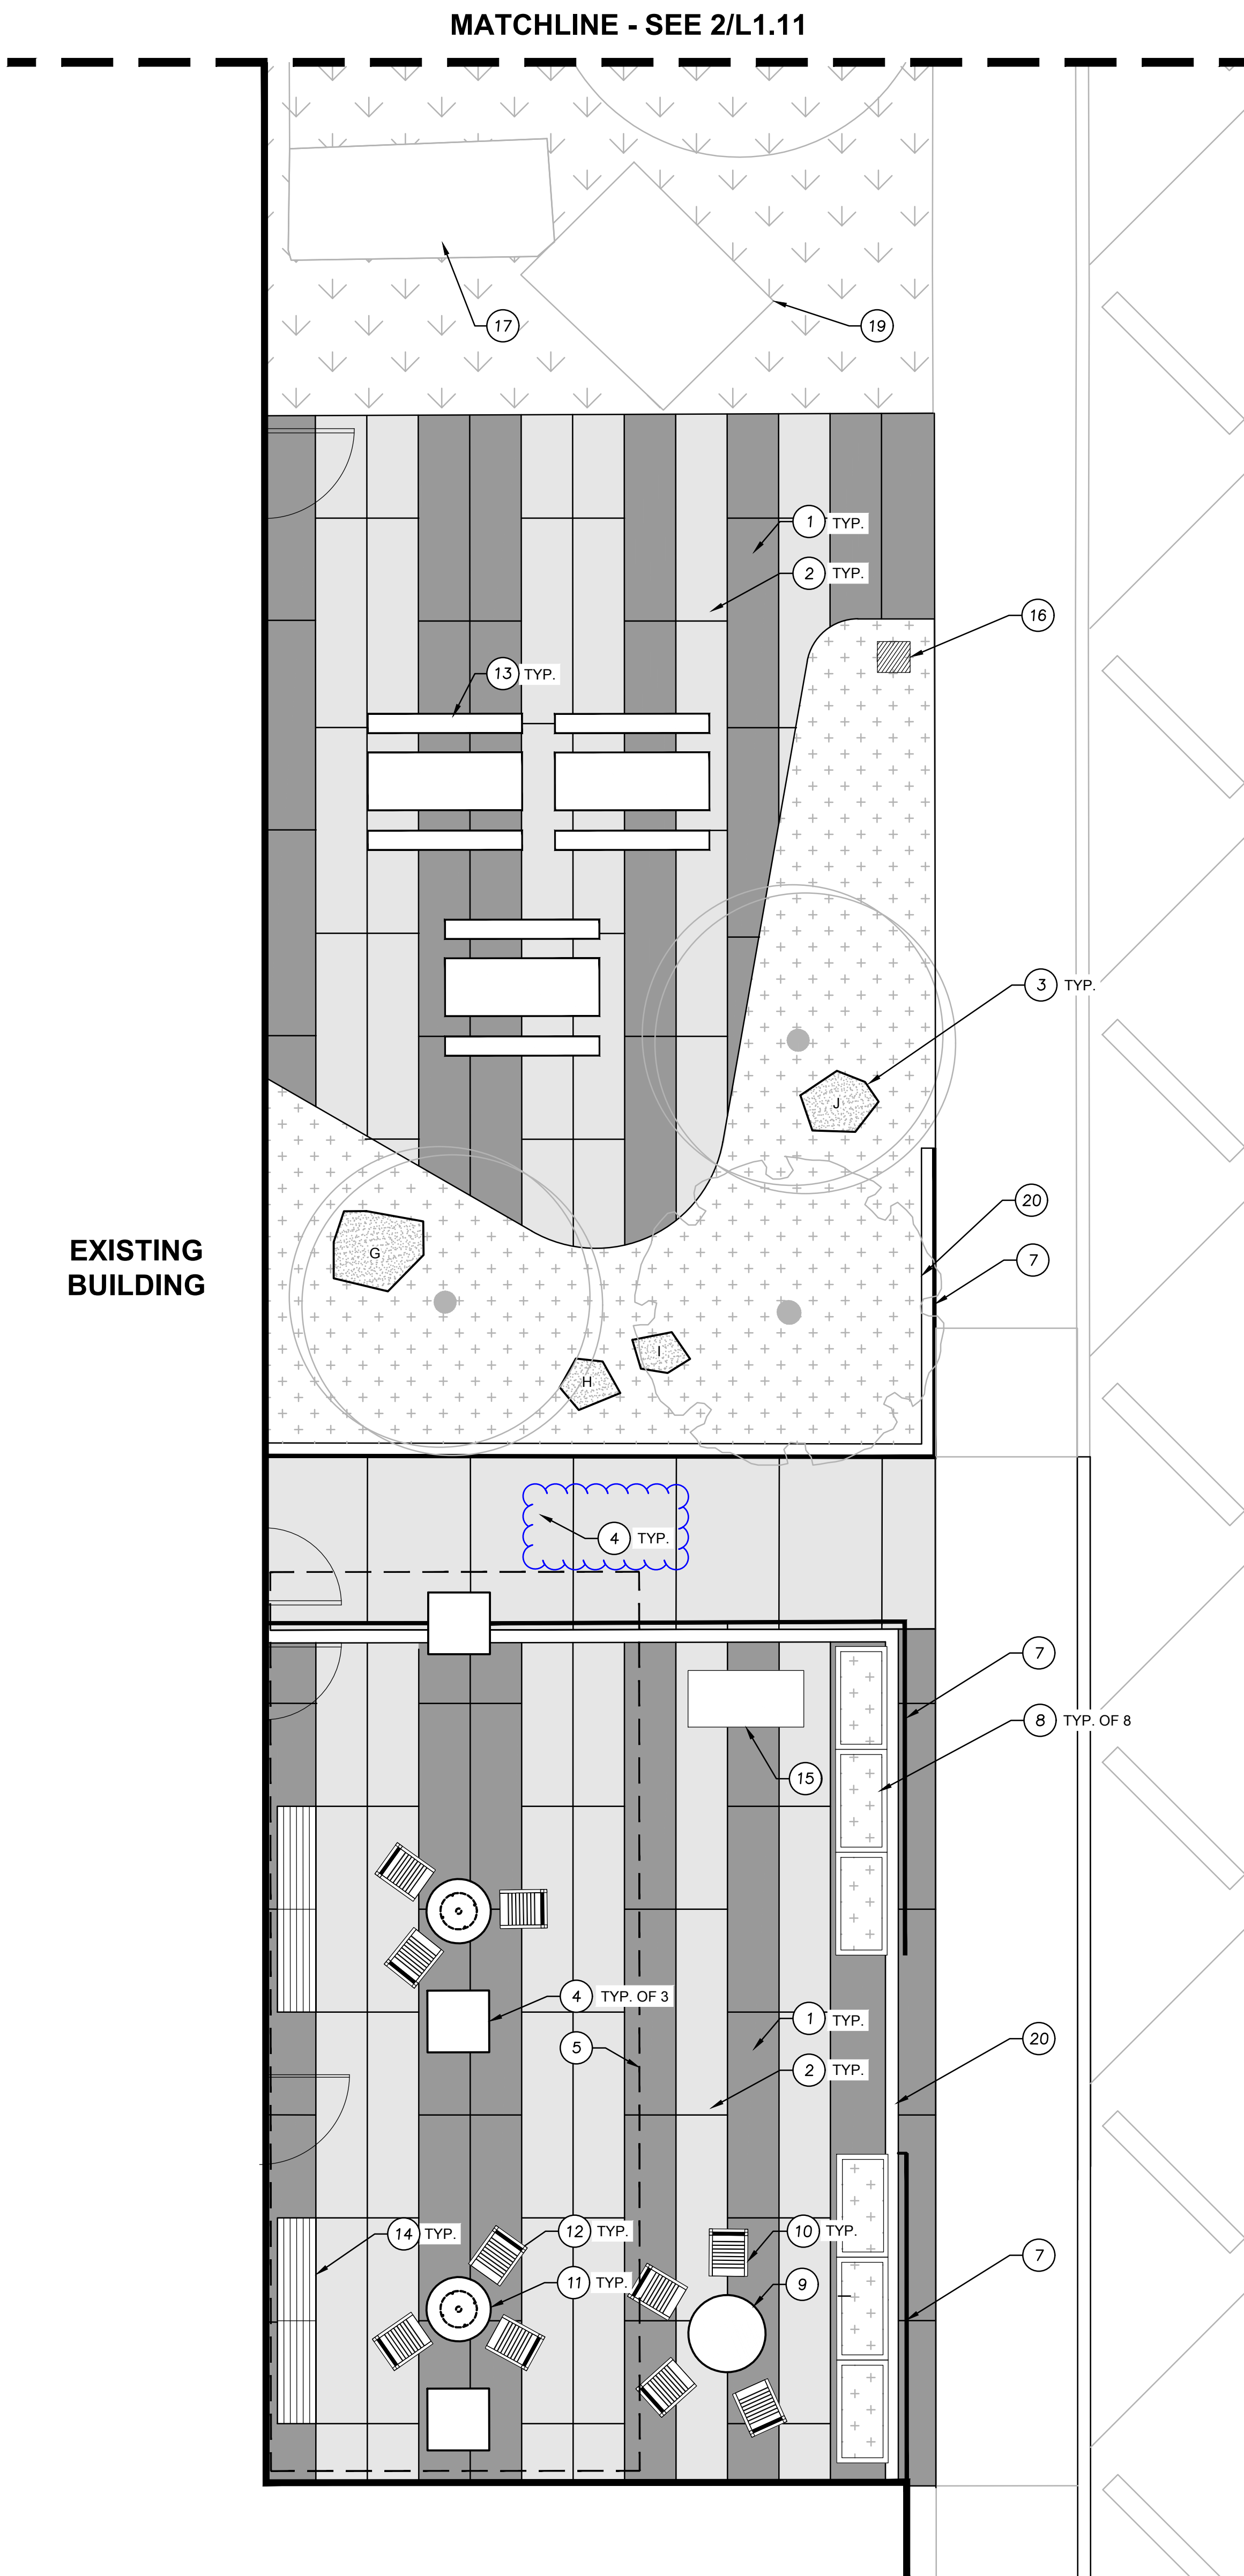 MATCHLINE - SEE 2/L1.11
17
19
1 TYP.
2 TYP.
16
13 TYP.
3 TYP.
J
20
G
7
I
H
EXISTING
BUILDING
4 TYP.
7
8 TYP. OF 8
15
4 TYP. OF 3
1 TYP.
5
20
2 TYP.
14 TYP.
12 TYP.
10 TYP.
7
11 TYP.
9